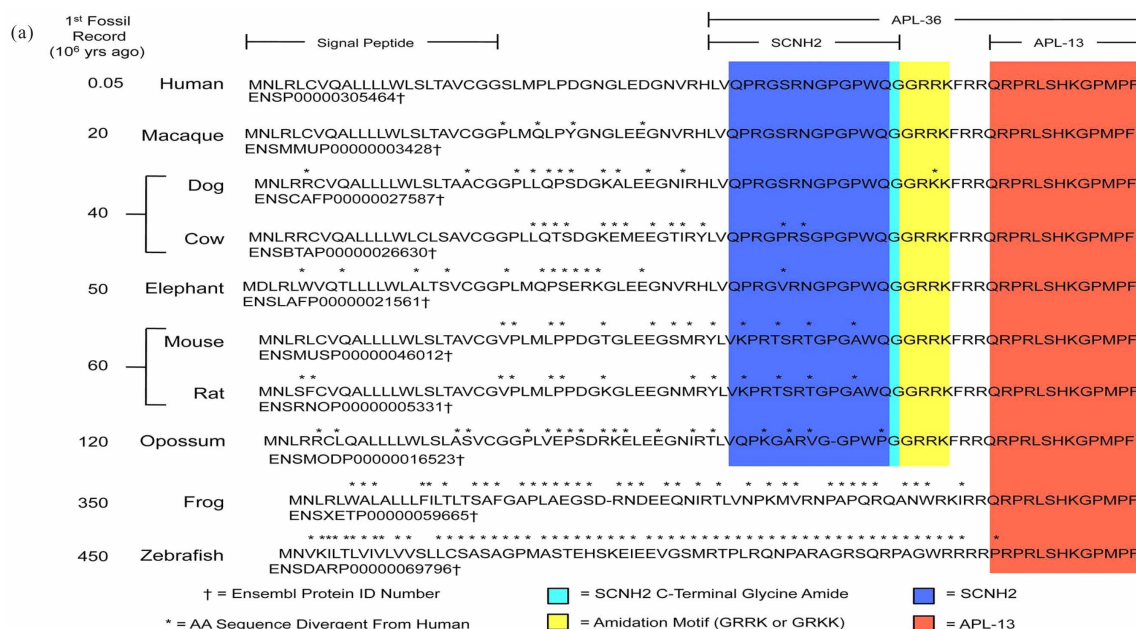 (a)
1st Fossil Record (10⁶ yrs ago)
APL-36
Signal Peptide
SCNH2
APL-13
0.05 Human MNLRLCVQALLLLWLSLTAVCGGSLMPLPDGNGLEDGNVRHLVQPRGSRNGPGPWQGGRRKFRRQRPRLSHKGPMPF
ENSP00000305464†
20 Macaque MNLRLCVQALLLLWLSLTAVCGGPLMQLPYGNGLEEGNVRHLVQPRGSRNGPGPWQGGRRKFRRQRPRLSHKGPMPF
ENSMMUP00000003428†
40
Dog MNLRRCVQALLLLWLSLTAACGGPLLQPSDGKALEEGNIRHLVQPRGSRNGPGPWQGGRKKFRRQRPRLSHKGPMPF
ENSCAFP00000027587†
Cow MNLRRCVQALLLLWLCLSAVCGGPLLQTSDGKEMEEGTIRYLVQPRGPRSGPGPWQGGRRKFRRQRPRLSHKGPMPF
ENSBTAP00000026630†
50 Elephant MDLRLWVQTLLLLWLALTSVCGGPLMQPSERKGLEEGNVRHLVQPRGVRNGPGPWQGGRRKFRRQRPRLSHKGPMPF
ENSLAFP00000021561†
60
Mouse MNLRLCVQALLLLWLSLTAVCGVPLMLPPDGTGLEEGSMRYLVKPRTSRTGPGAWQGGRRKFRRQRPRLSHKGPMPF
ENSMUSP00000046012†
Rat MNLSFCVQALLLLWLSLTAVCGVPLMLPPDGKGLEEGNMRYLVKPRTSRTGPGAWQGGRRKFRRQRPRLSHKGPMPF
ENSRNOP00000005331†
120 Opossum MNLRRCLQALLLLWLSLASVCGGPLVEPSDRKELEEGNIRTLVQPKGARVG-GPWPGGRRKFRRQRPRLSHKGPMPF
ENSMODP00000016523†
350 Frog MNLRLWALALLLFILTLTSAFGAPLAEGSD-RNDEEQNIRTLVNPKMVRNPAPQRQANWRKIRRQRPRLSHKGPMPF
ENSXETP00000059665†
450 Zebrafish MNVKILTLVIVLVVSLLCSASAGPMASTEHSKEIEEVGSMRTPLRQNPARAGRSQRPAGWRRRRPRPRLSHKGPMPF
ENSDARP00000069796†
† = Ensembl Protein ID Number
= SCNH2 C-Terminal Glycine Amide
= SCNH2
* = AA Sequence Divergent From Human
= Amidation Motif (GRRK or GRKK)
= APL-13